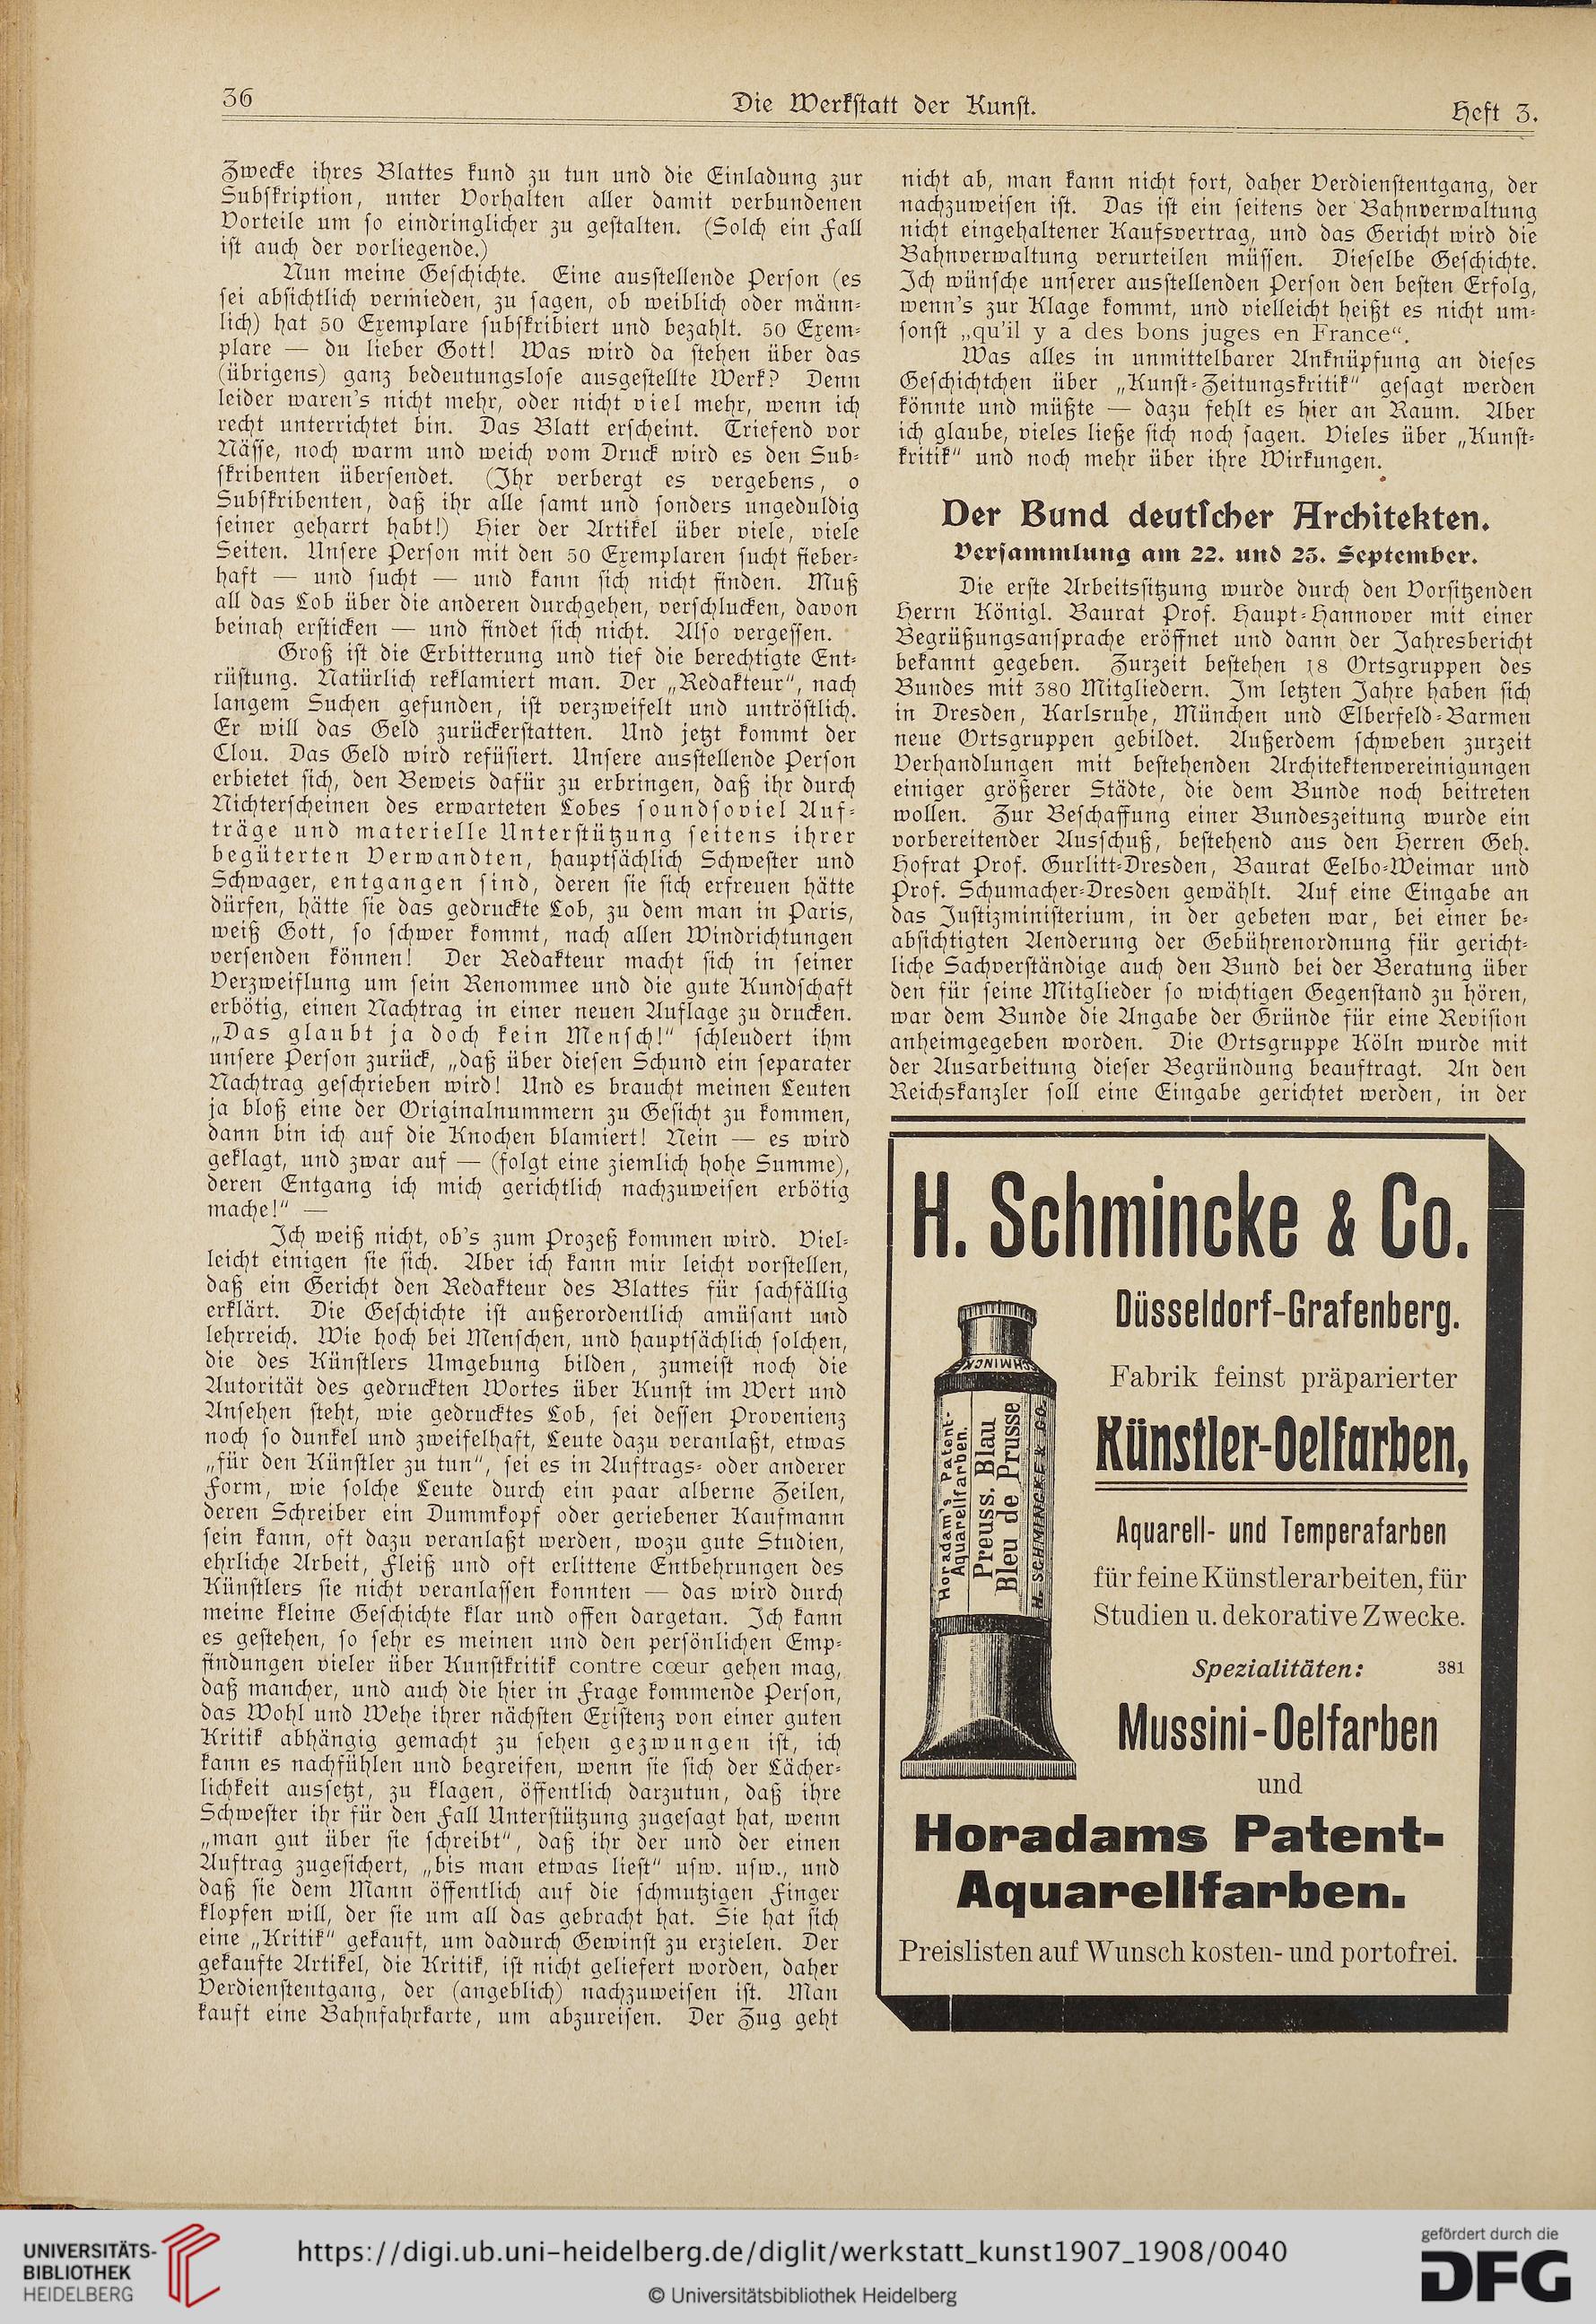 36
Die Werkstatt der Kunst.
Heft 3.
Zwecke ihres Blattes kund zu tun und die Einladung zur
Subskription, unter Vorhalten aller damit verbundenen
Vorteile um so eindringlicher zu gestalten. (Solch ein Fall
ist auch der vorliegende.)
Nun meine Geschichte. Eine ausstellende Person (es
sei absichtlich vermieden, zu sagen, ob weiblich oder männ-
lich) hat 50 Exemplare subskribiert und bezahlt. 50 Exem-
plare — du lieber Gott! Was wird da stehen über das
(übrigens) ganz bedeutungslose ausgestellte Werk? Denn
leider waren's nicht mehr, oder nicht viel mehr, wenn ich
recht unterrichtet bin. Das Blatt erscheint. Triefend vor
Nässe, noch warm und weich vom Druck wird es den Sub-
skribenten übersendet. (Ihr verbergt es vergebens, o
Subskribenten, daß ihr alle samt und sonders ungeduldig
seiner geharrt habt!) Hier der Artikel über viele, viele
Seiten. Unsere Person mit den 50 Exemplaren sucht fieber-
haft — und sucht — und kann sich nicht finden. Muß
all das Lob über die anderen durchgehen, verschlucken, davon
beinah ersticken — und findet sich nicht. Also vergessen.
Groß ist die Erbitterung und tief die berechtigte Ent-
rüstung. Natürlich reklamiert man. Der „Redakteur“, nach
langem Suchen gefunden, ist verzweifelt und untröstlich.
Er will das Geld zurückerstatten. Und jetzt kommt der
Clou. Das Geld wird refüsiert. Unsere ausstellende Person
erbietet sich, den Beweis dafür zu erbringen, daß ihr durch
Nichterscheinen des erwarteten Lobes soundsoviel Auf-
träge und materielle Unterstützung seitens ihrer
begüterten Verwandten, hauptsächlich Schwester und
Schwager, entgangen sind, deren sie sich erfreuen hätte
dürfen, hätte sie das gedruckte Lob, zu dem man in Paris,
weiß Gott, so schwer kommt, nach allen Windrichtungen
versenden können! Der Redakteur macht sich in seiner
Verzweiflung um sein Renommee und die gute Kundschaft
erbötig, einen Nachtrag in einer neuen Auflage zu drucken.
„Das glaubt ja doch kein Mensch!“ schleudert ihm
unsere Person zurück, „daß über diesen Schund ein separater
Nachtrag geschrieben wird! Und es braucht meinen Leuten
ja bloß eine der Originalnummern zu Gesicht zu kommen,
dann bin ich auf die Knochen blamiert! Nein — es wird
geklagt, und zwar auf — (folgt eine ziemlich hohe Summe),
deren Entgang ich mich gerichtlich nachzuweisen erbötig
mache!“ —
Ich weiß nicht, ob's zum Prozeß kommen wird. Viel-
leicht einigen sie sich. Aber ich kann mir leicht vorstellen,
daß ein Gericht den Redakteur des Blattes für sachfällig
erklärt. Die Geschichte ist außerordentlich amüsant und
lehrreich. Wie hoch bei Menschen, und hauptsächlich solchen,
die des Künstlers Umgebung bilden, zumeist noch die
Autorität des gedruckten Wortes über Kunst im Wert und
Ansehen steht, wie gedrucktes Lob, sei dessen Provenienz
noch so dunkel und zweifelhaft, Leute dazu veranlaßt, etwas
„für den Künstler zu tun“, sei es in Auftrags- oder anderer
Form, wie solche Leute durch ein paar alberne Zeilen,
deren Schreiber ein Dummkopf oder geriebener Kaufmann
sein kann, oft dazu veranlaßt werden, wozu gute Studien,
ehrliche Arbeit, Fleiß und oft erlittene Entbehrungen des
Künstlers sie nicht veranlassen konnten — das wird durch
meine kleine Geschichte klar und offen dargetan. Ich kann
es gestehen, so sehr es meinen und den persönlichen Emp-
findungen vieler über Kunstkritik contre cœur gehen mag,
daß mancher, und auch die hier in Frage kommende Person,
das Wohl und Wehe ihrer nächsten Existenz von einer guten
Kritik abhängig gemacht zu sehen gezwungen ist, ich
kann es nachfühlen und begreifen, wenn sie sich der Lächer-
lichkeit aussetzt, zu klagen, öffentlich darzutun, daß ihre
Schwester ihr für den Fall Unterstützung zugesagt hat, wenn
„man gut über sie schreibt“, daß ihr der und der einen
Auftrag zugesichert, „bis man etwas liest“ usw. usw., und
daß sie dem Mann öffentlich auf die schmutzigen Finger
klopfen will, der sie um all das gebracht hat. Sie hat sich
eine „Kritik“ gekauft, um dadurch Gewinst zu erzielen. Der
gekaufte Artikel, die Kritik, ist nicht geliefert worden, daher
Verdienstentgang, der (angeblich) nachzuweisen ist. Man
kauft eine Bahnfahrkarte, um abzureisen. Der Zug geht
nicht ab, man kann nicht fort, daher Verdienstentgang, der
nachzuweisen ist. Das ist ein seitens der Bahnverwaltung
nicht eingehaltener Kaufsvertrag, und das Gericht wird die
Bahnverwaltung verurteilen müssen. Dieselbe Geschichte.
Ich wünsche unserer ausstellenden Person den besten Erfolg,
wenn's zur Klage kommt, und vielleicht heißt es nicht um-
sonst „qu'il y a des bons juges en France“.
Was alles in unmittelbarer Anknüpfung an dieses
Geschichtchen über „Kunst-Zeitungskritik“ gesagt werden
könnte und müßte — dazu fehlt es hier an Raum. Aber
ich glaube, vieles ließe sich noch sagen. Vieles über „Kunst-
kritik“ und noch mehr über ihre Wirkungen.
Der Bund deutscher Architekten.
Versammlung am 22. und 23. September.
Die erste Arbeitssitzung wurde durch den Vorsitzenden
Herrn Königl. Baurat Prof. Haupt-Hannover mit einer
Begrüßungsansprache eröffnet und dann der Jahresbericht
bekannt gegeben. Zurzeit bestehen 18 Ortsgruppen des
Bundes mit 380 Mitgliedern. Im letzten Jahre haben sich
in Dresden, Karlsruhe, München und Elberfeld-Barmen
neue Ortsgruppen gebildet. Außerdem schweben zurzeit
Verhandlungen mit bestehenden Architektenvereinigungen
einiger größerer Städte, die dem Bunde noch beitreten
wollen. Zur Beschaffung einer Bundeszeitung wurde ein
vorbereitender Ausschuß, bestehend aus den Herren Geh.
Hofrat Prof. Gurlitt-Dresden, Baurat Eelbo-Weimar und
Prof. Schumacher-Dresden gewählt. Auf eine Eingabe an
das Justizministerium, in der gebeten war, bei einer be-
absichtigten Aenderung der Gebührenordnung für gericht-
liche Sachverständige auch den Bund bei der Beratung über
den für seine Mitglieder so wichtigen Gegenstand zu hören,
war dem Bunde die Angabe der Gründe für eine Revision
anheimgegeben worden. Die Ortsgruppe Köln wurde mit
der Ausarbeitung dieser Begründung beauftragt. An den
Reichskanzler soll eine Eingabe gerichtet werden, in der
H. Schmincke & Co.
Düsseldorf-Grafenberg.
Fabrik feinst präparierter
Künstler-Oelfarben,
Aquarell- und Temperafarben
für feine Künstlerarbeiten, für
Studien u. dekorative Zwecke.
Spezialitäten: 381
Mussini-Oelfarben
und
Horadams Patent-
Aquarellfarben.
Preislisten auf Wunsch kosten- und portofrei.
Horadam's Patent-
Aquarellfarben.
Preuss. Blau
Bleu de Prusse
H. SCHMINCKE & CO.
UNIVERSITÄTS-
BIBLIOTHEK
HEIDELBERG
https://digi.ub.uni-heidelberg.de/diglit/werkstatt_kunst1907_1908/0040
© Universitätsbibliothek Heidelberg
gefördert durch die
DFG